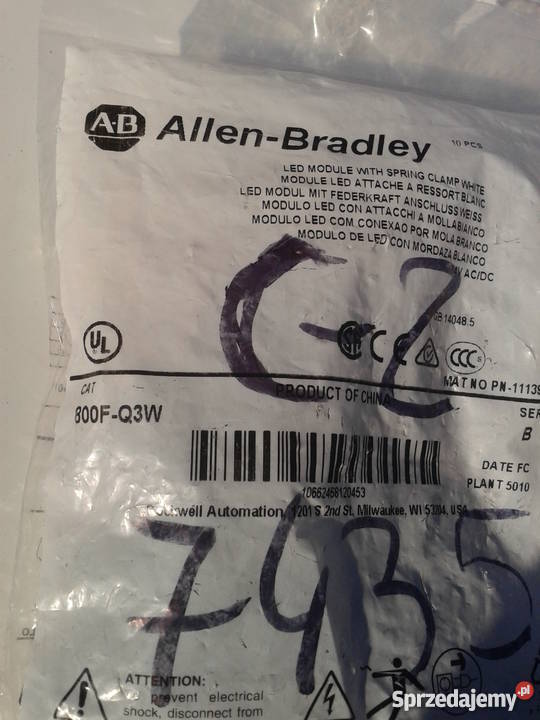 A-B Allen-Bradley
10 PCS
LED MODULE WITH SPRING CLAMP WHITE
MODULE LED ATTACHE A RESSORT BLANC
LED MODUL MIT FEDERKRAFT ANSCHLUSS WEISS
MODULO LED CON ATTACCHI A MOLLA BIANCO
MODULO LED COM CONEXAO POR MOLA BRANCO
MODULO DE LED CON MORDAZA BLANCO
AC/DC
C-2
14048.5
UL
CCC
MAT NO PN-11139
CAT
PRODUCT OF CHINA
800F-Q3W
SER
B
DATE FC
PLANT 5010
1D662468120453
Rockwell Automation, 1201 S 2nd St, Milwaukee, WI 53204, USA
7935
ATTENTION:
To prevent electrical
shock, disconnect from
Sprzedajemy.pl